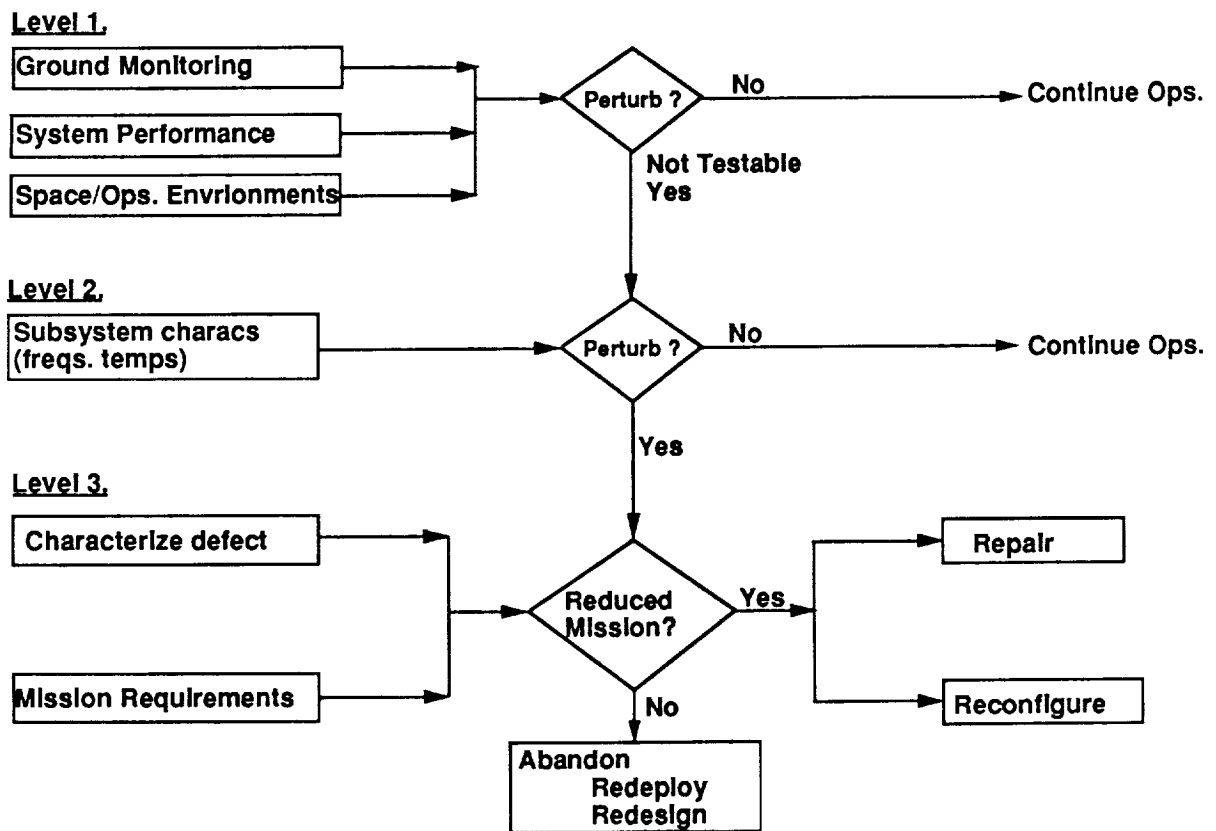 Level 1.
Ground Monitoring
System Performance
Space/Ops. Envrionments
Perturb ?
No
Continue Ops.
Not Testable
Yes
Level 2.
Subsystem characs
(freqs. temps)
Perturb ?
No
Continue Ops.
Yes
Level 3.
Characterize defect
Mission Requirements
Reduced
Mission?
Yes
Repair
Reconfigure
No
Abandon
Redeploy
Redesign